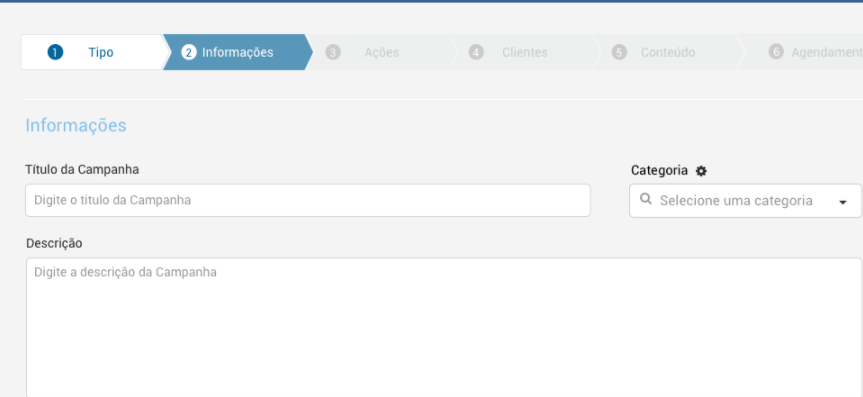 1 Tipo 2 Informações 3 Ações 4 Clientes 5 Conteúdo 6 Agendament
Informações
Título da Campanha Categoria
Digite o titulo da Campanha Selecione uma categoria
Descrição
Digite a descrição da Campanha